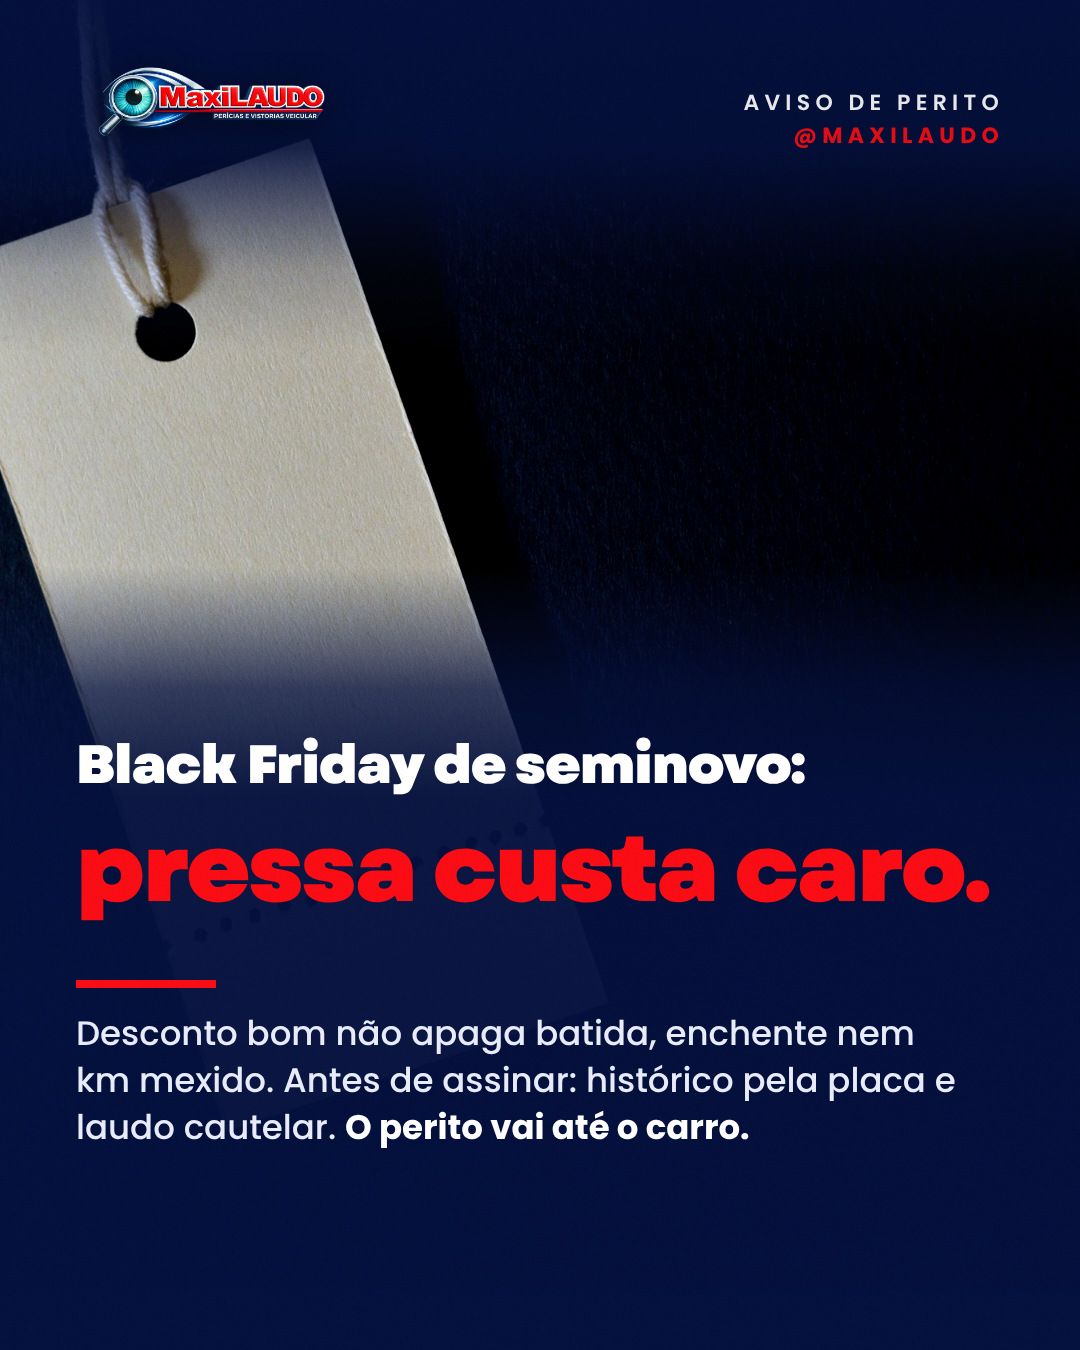 MaxiLAUDO
PERÍCIAS E VISTORIAS VEICULAR
AVISO DE PERITO
@MAXILAUDO
Black Friday de seminovo:
pressa custa caro.
Desconto bom não apaga batida, enchente nem
km mexido. Antes de assinar: histórico pela placa e
laudo cautelar. O perito vai até o carro.